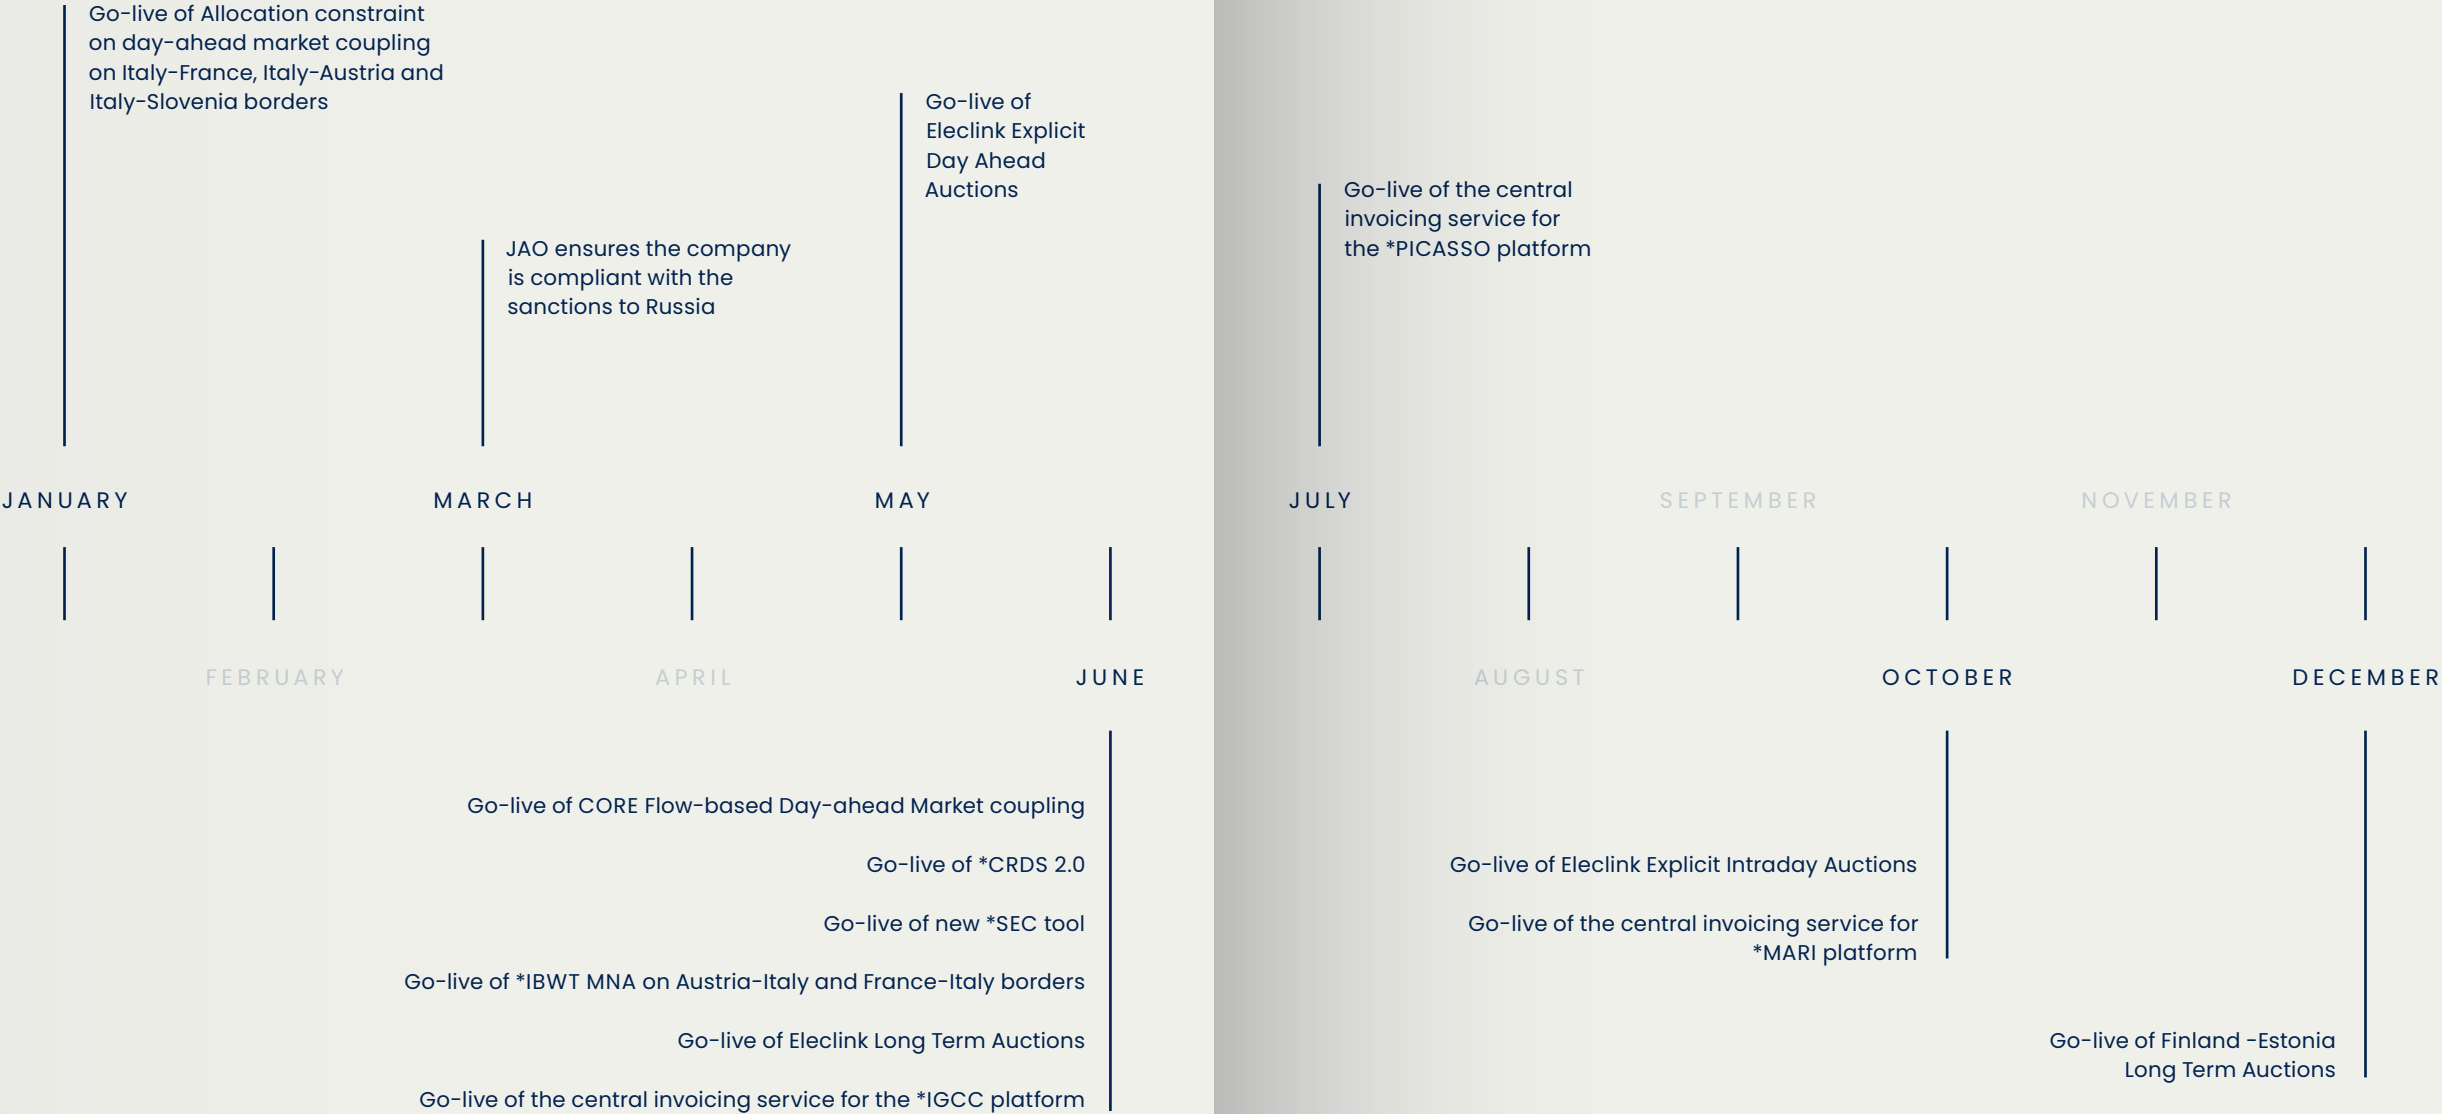 Go-live of Allocation constraint
on day-ahead market coupling
on Italy-France, Italy-Austria and
Italy-Slovenia borders
Go-live of
Eleclink Explicit
Day Ahead
Auctions
JAO ensures the company
is compliant with the
sanctions to Russia
Go-live of the central
invoicing service for
the *PICASSO platform
JANUARY
MARCH
MAY
JULY
SEPTEMBER
NOVEMBER
FEBRUARY
APRIL
JUNE
AUGUST
OCTOBER
DECEMBER
Go-live of CORE Flow-based Day-ahead Market coupling
Go-live of *CRDS 2.0
Go-live of new *SEC tool
Go-live of *IBWT MNA on Austria-Italy and France-Italy borders
Go-live of Eleclink Long Term Auctions
Go-live of the central invoicing service for the *IGCC platform
Go-live of Eleclink Explicit Intraday Auctions
Go-live of the central invoicing service for
*MARI platform
Go-live of Finland -Estonia
Long Term Auctions